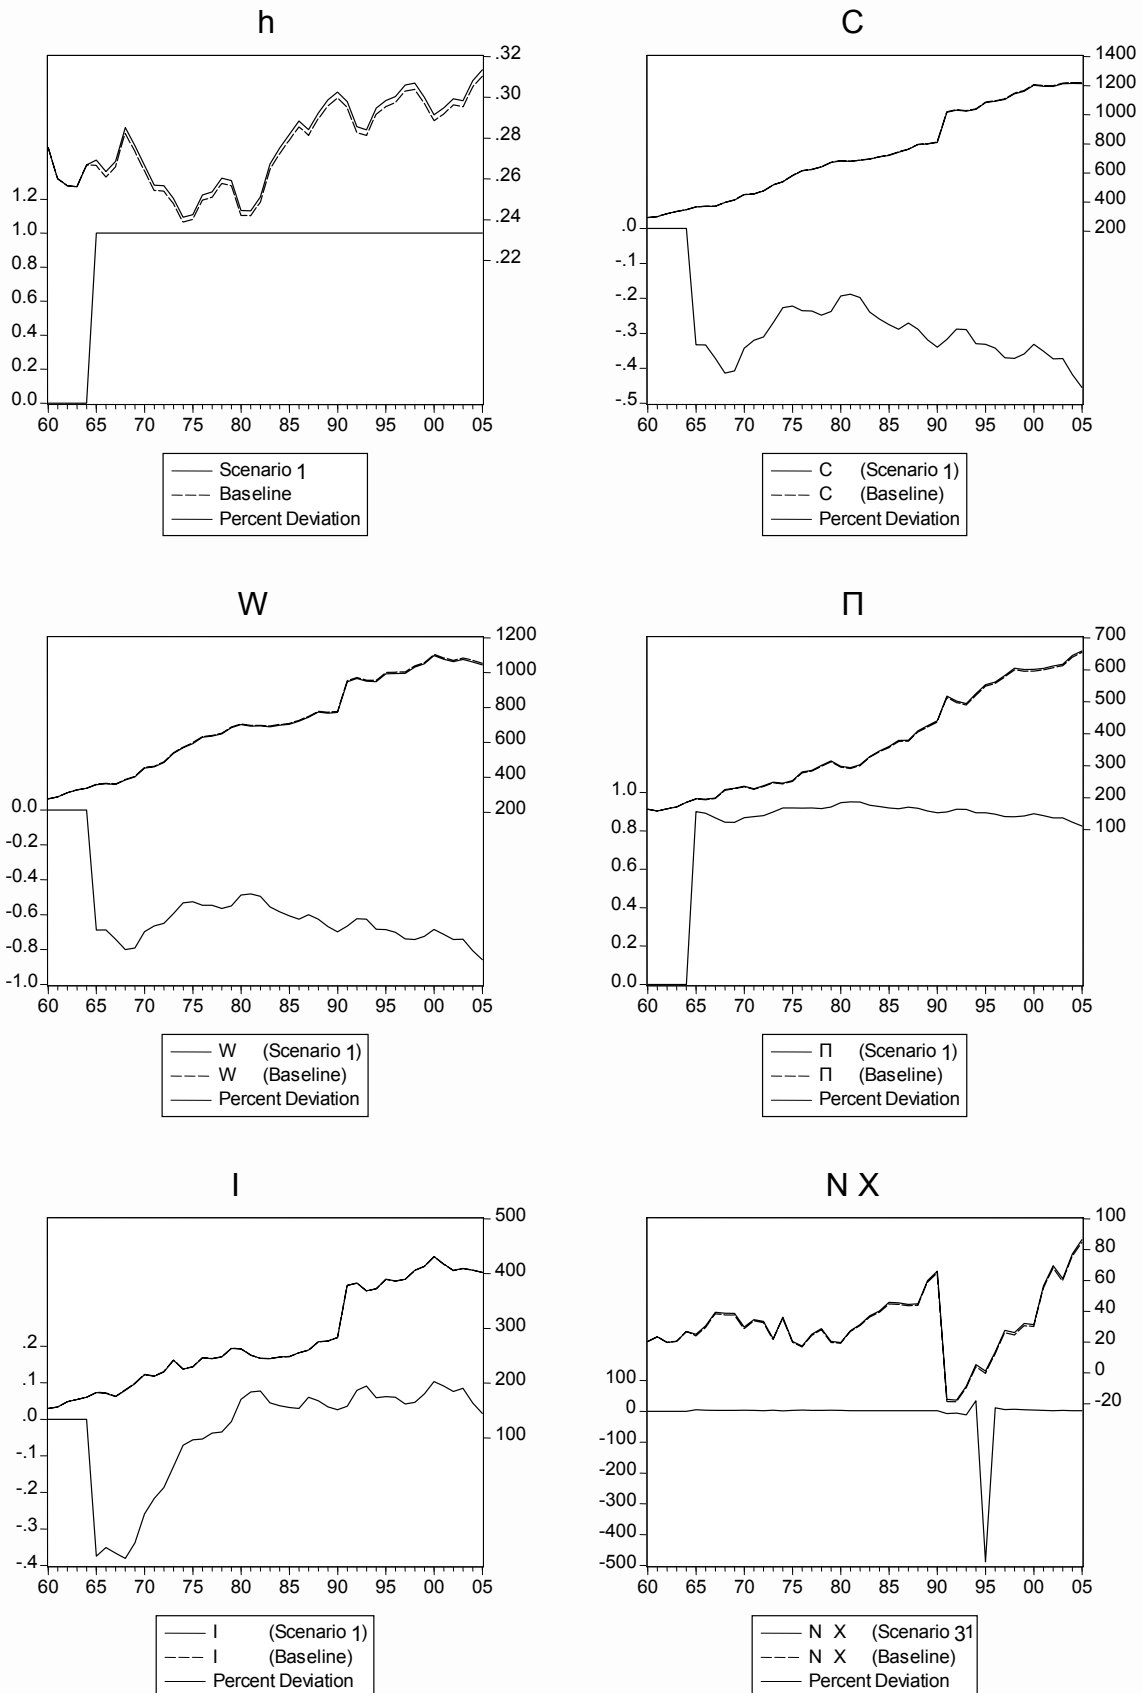 h
.32
.30
.28
.26
.24
.22
1.2
1.0
0.8
0.6
0.4
0.2
0.0
60 65 70 75 80 85 90 95 00 05
Scenario 1
Baseline
Percent Deviation
C
1400
1200
1000
800
600
400
200
.0
-.1
-.2
-.3
-.4
-.5
60 65 70 75 80 85 90 95 00 05
C (Scenario 1)
C (Baseline)
Percent Deviation
W
1200
1000
800
600
400
200
0.0
-0.2
-0.4
-0.6
-0.8
-1.0
60 65 70 75 80 85 90 95 00 05
W (Scenario 1)
W (Baseline)
Percent Deviation
Π
700
600
500
400
300
200
100
1.0
0.8
0.6
0.4
0.2
0.0
60 65 70 75 80 85 90 95 00 05
Π (Scenario 1)
Π (Baseline)
Percent Deviation
I
500
400
300
200
100
.2
.1
.0
-.1
-.2
-.3
-.4
60 65 70 75 80 85 90 95 00 05
I (Scenario 1)
I (Baseline)
Percent Deviation
N X
100
80
60
40
20
0
-20
100
0
-100
-200
-300
-400
-500
60 65 70 75 80 85 90 95 00 05
N X (Scenario 31
N X (Baseline)
Percent Deviation